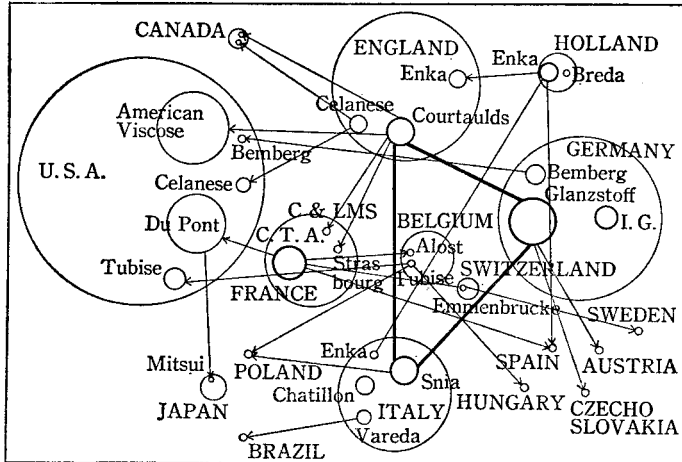 CANADA
ENGLAND
Enka
Enka
HOLLAND
Breda
American
Viscose
Celanese
Courtaulds
U.S.A.
Bemberg
GERMANY
Celanese
Bemberg
Glanzstoff
I.G.
Du Pont
C & LMS
C.T.A.
BELGIUM
Alost
Tubise
Stras
bourg
Tubise
SWITZERLAND
FRANCE
Emmenbrucke
SWEDEN
Mitsui
JAPAN
POLAND
Enka
Snia
SPAIN
AUSTRIA
Chatillon
ITALY
HUNGARY
CZECHO
SLOVAKIA
Vareda
BRAZIL